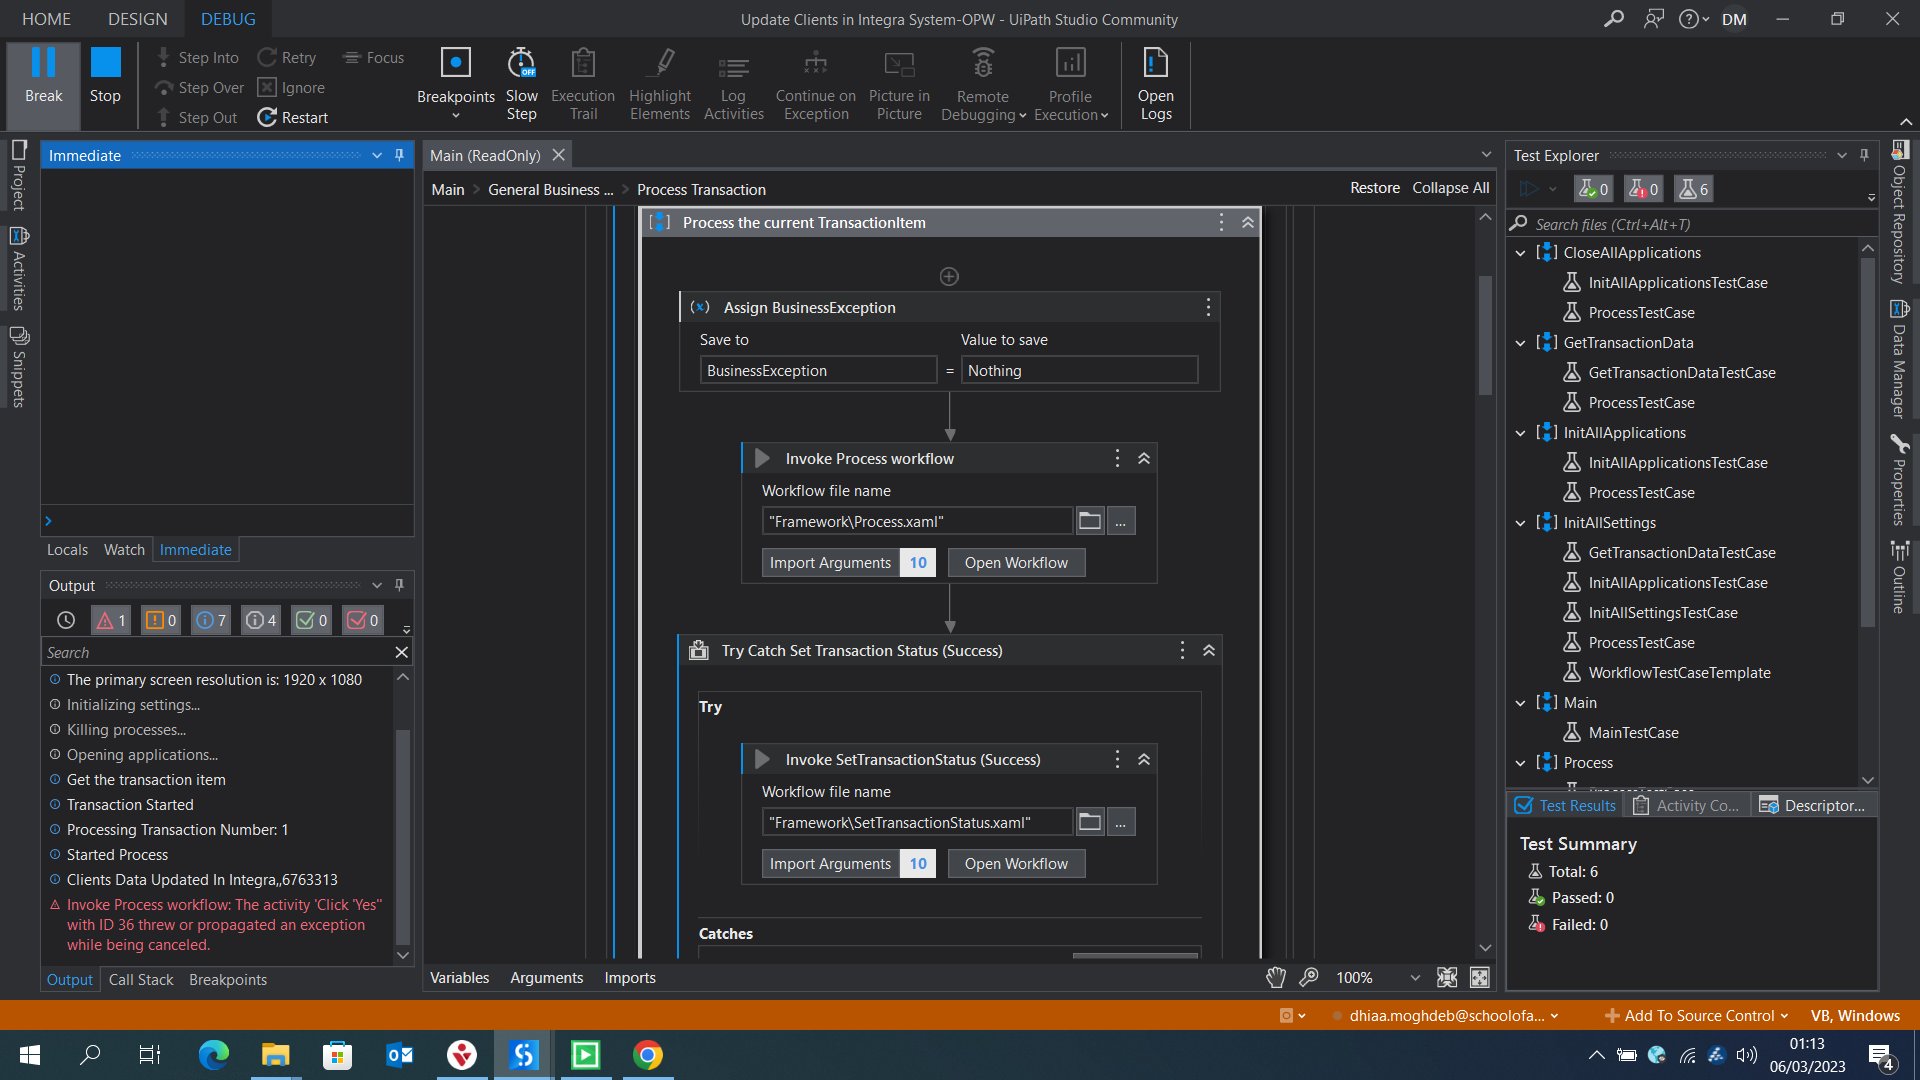 HOME DESIGN DEBUG
Update Clients in Integra System-OPW - UiPath Studio Community
DM
Break
Stop
Step Into
Step Over
Step Out
Retry
Ignore
Restart
Focus
Breakpoints
Slow Step
OFF
Execution Trail
Highlight Elements
Log Activities
Continue on Exception
Picture in Picture
Remote Debugging
Profile Execution
Open Logs
Project
Activities
Snippets
Immediate
Locals Watch Immediate
Output
1 0 7 4 0 0
Search
The primary screen resolution is: 1920 x 1080
Initializing settings...
Killing processes...
Opening applications...
Get the transaction item
Transaction Started
Processing Transaction Number: 1
Started Process
Clients Data Updated In Integra,,6763313
Invoke Process workflow: The activity 'Click 'Yes''
with ID 36 threw or propagated an exception
while being canceled.
Output Call Stack Breakpoints
Main (ReadOnly)
Main > General Business ... > Process Transaction
Restore Collapse All
Process the current TransactionItem
Assign BusinessException
Save to Value to save
BusinessException = Nothing
Invoke Process workflow
Workflow file name
"Framework\Process.xaml"
...
Import Arguments 10 Open Workflow
Try Catch Set Transaction Status (Success)
Try
Invoke SetTransactionStatus (Success)
Workflow file name
"Framework\SetTransactionStatus.xaml"
...
Import Arguments 10 Open Workflow
Catches
Variables Arguments Imports
100%
Test Explorer
0 0 6
Search files (Ctrl+Alt+T)
CloseAllApplications
InitAllApplicationsTestCase
ProcessTestCase
GetTransactionData
GetTransactionDataTestCase
ProcessTestCase
InitAllApplications
InitAllApplicationsTestCase
ProcessTestCase
InitAllSettings
GetTransactionDataTestCase
InitAllApplicationsTestCase
InitAllSettingsTestCase
ProcessTestCase
WorkflowTestCaseTemplate
Main
MainTestCase
Process
Test Results Activity Co... Descriptor...
Test Summary
Total: 6
Passed: 0
Failed: 0
Object Repository
Data Manager
Properties
Outline
dhiaa.moghdeb@schoolofa...
Add To Source Control
VB, Windows
01:13
06/03/2023
4